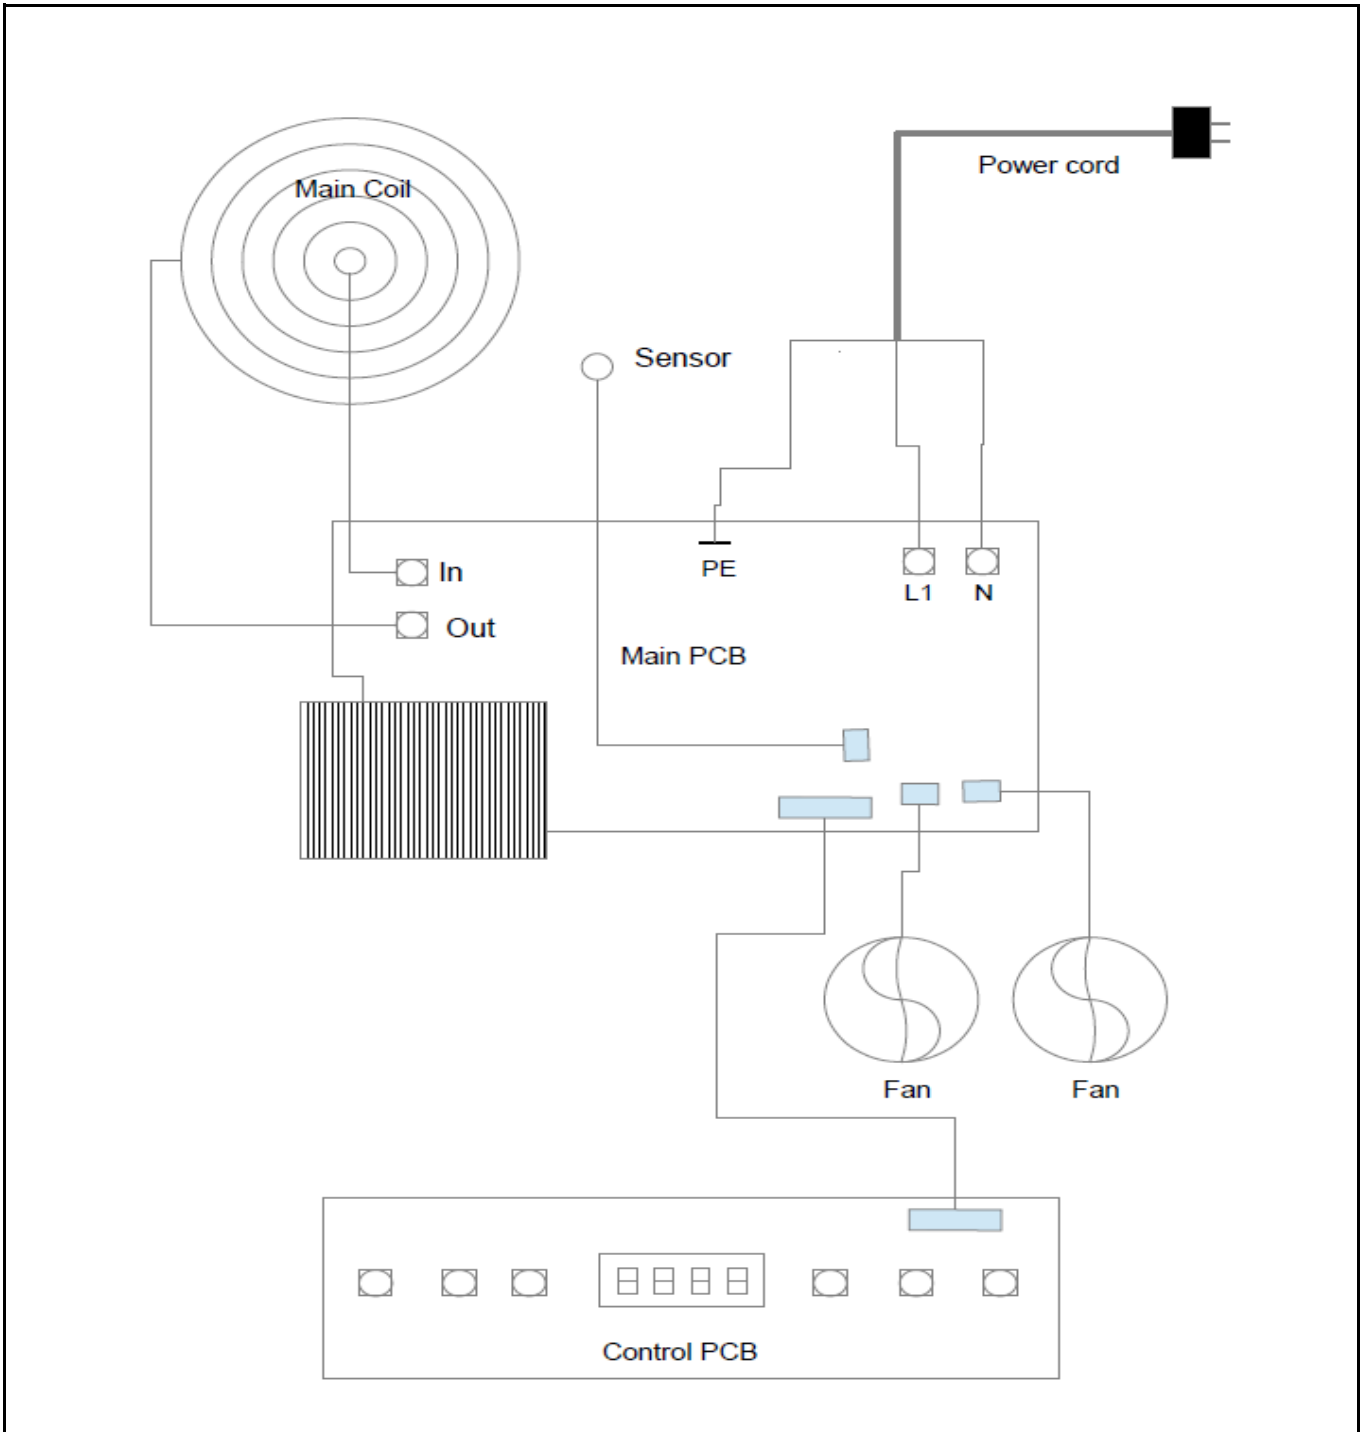 Power cord
Main Coil
Sensor
In
PE
L1
N
Out
Main PCB
Fan
Fan
Control PCB